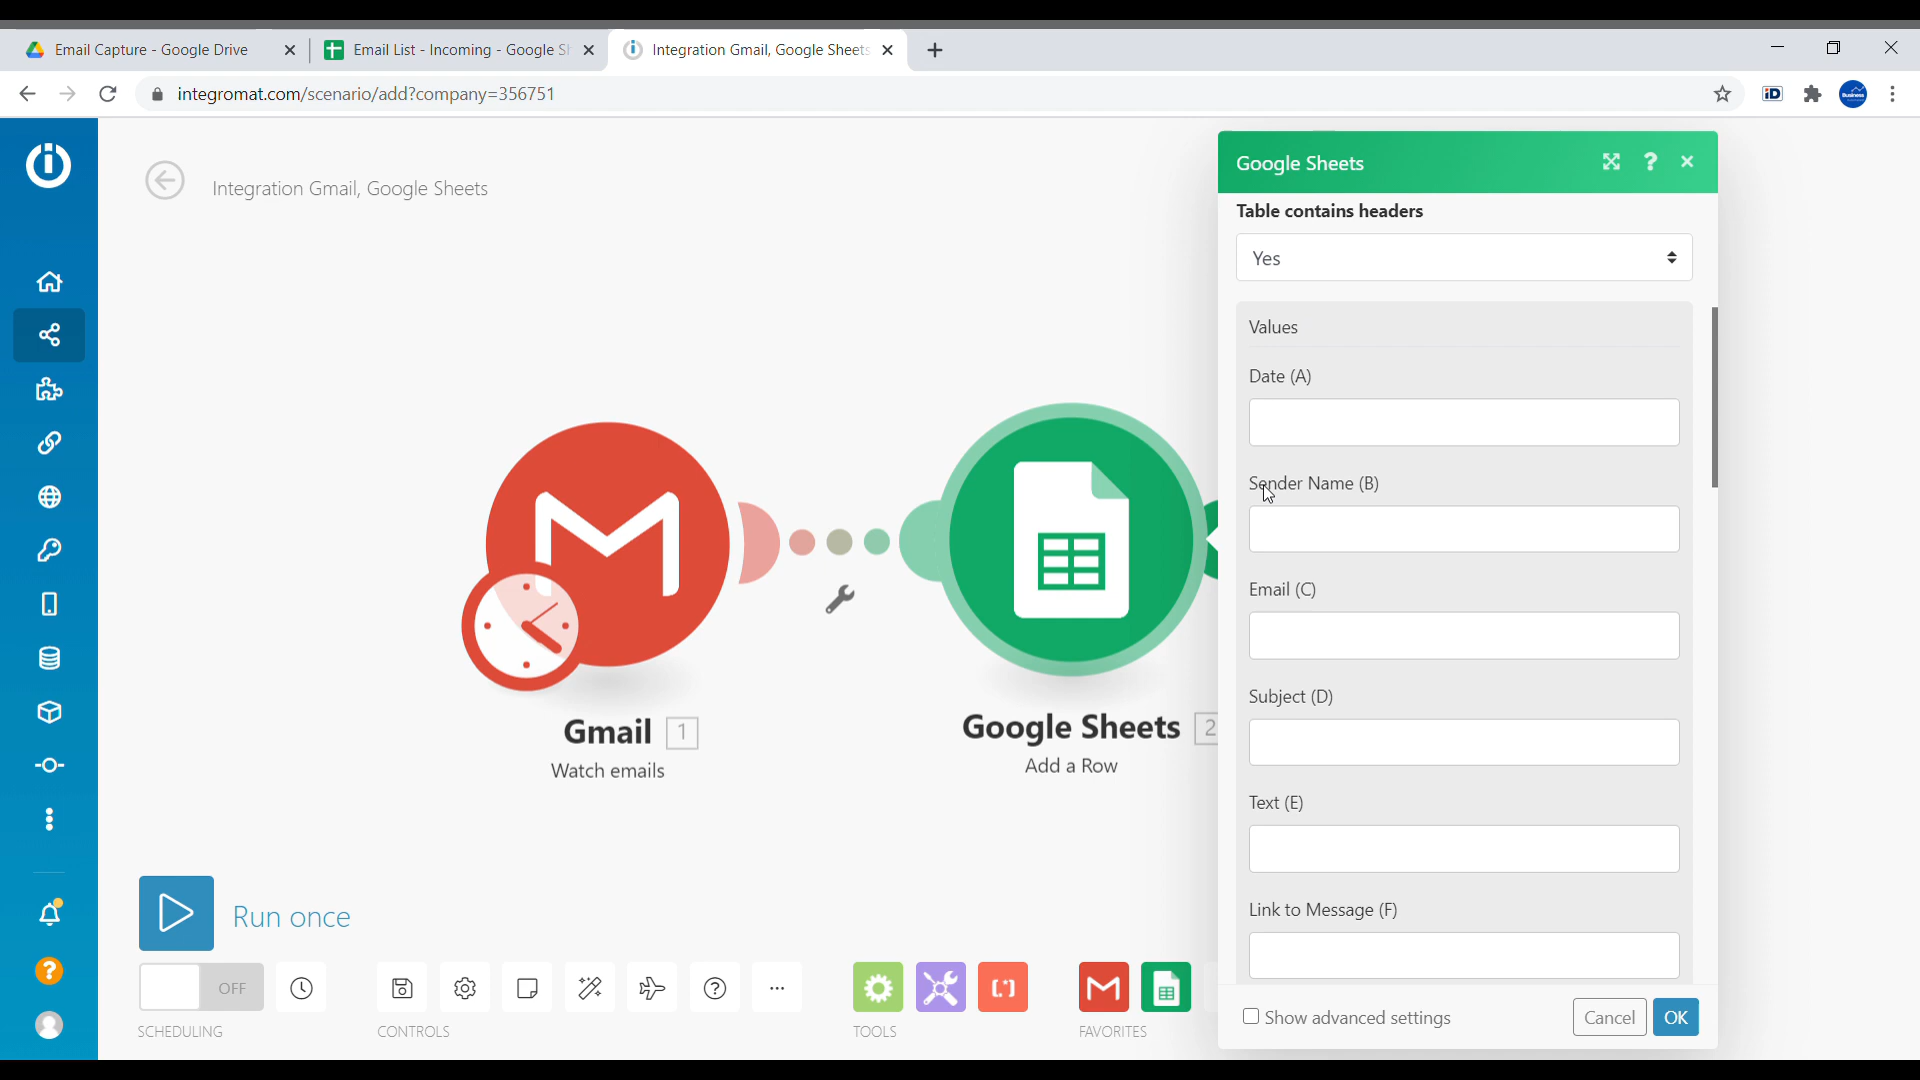 Email Capture - Google Drive
Email List - Incoming - Google Sh
Integration Gmail, Google Sheets
integromat.com/scenario/add?company=356751
iD
Business
Integration Gmail, Google Sheets
Google Sheets
?
Table contains headers
Yes
Values
Date (A)
Sender Name (B)
Email (C)
Subject (D)
Text (E)
Link to Message (F)
Gmail 1
Watch emails
Google Sheets 2
Add a Row
Run once
OFF
SCHEDULING
CONTROLS
TOOLS
FAVORITES
Show advanced settings
Cancel
OK